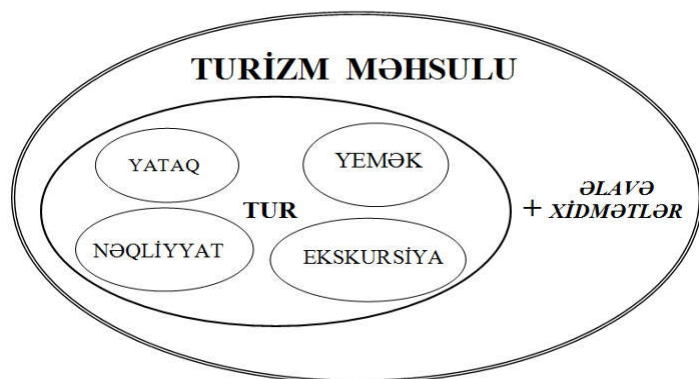 TURİZM MƏHSULU
YATAQ
YEMƏK
TUR
NƏQLİYYAT
EKSKURSİYA
+ ƏLAVƏ
XİDMƏTLƏR